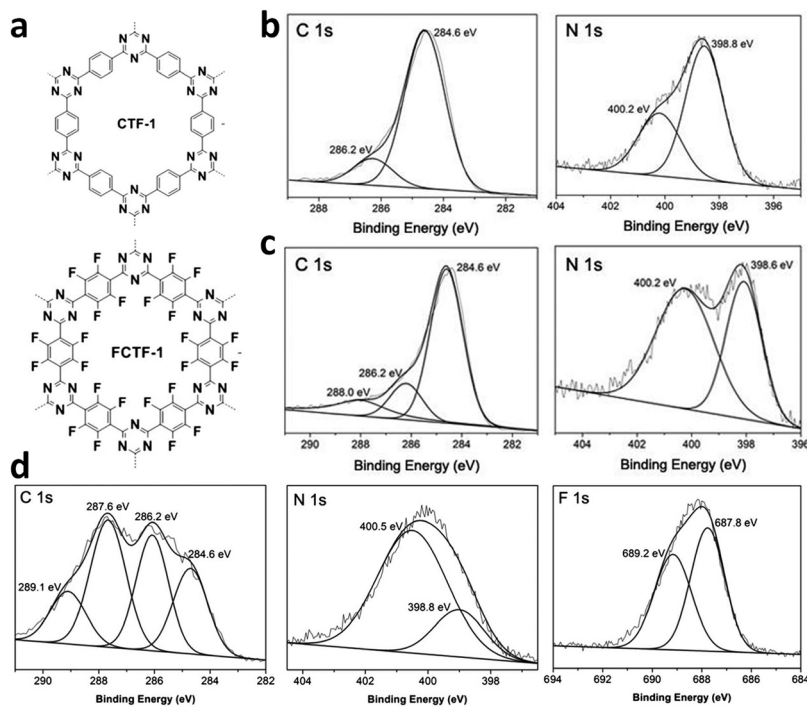 a
N N N N N N
N N N N N N
N N N
CTF-1
N N N N N N
N N N
F F F F
F F F F
F F
F F
FCTF-1
F F
F F
F F F F
F F F F
b
C 1s
284.6 eV
286.2 eV
288 286 284 282
Binding Energy (eV)
N 1s
398.8 eV
400.2 eV
404 402 400 398 396
Binding Energy (eV)
c
C 1s
284.6 eV
286.2 eV
288.0 eV
290 288 286 284 282
Binding Energy (eV)
N 1s
398.6 eV
400.2 eV
404 402 400 398 396
Binding Energy (eV)
d
C 1s
287.6 eV
286.2 eV
284.6 eV
289.1 eV
290 288 286 284 282
Binding Energy (eV)
N 1s
400.5 eV
398.8 eV
404 402 400 398
Binding Energy (eV)
F 1s
687.8 eV
689.2 eV
694 692 690 688 686 684
Binding Energy (eV)